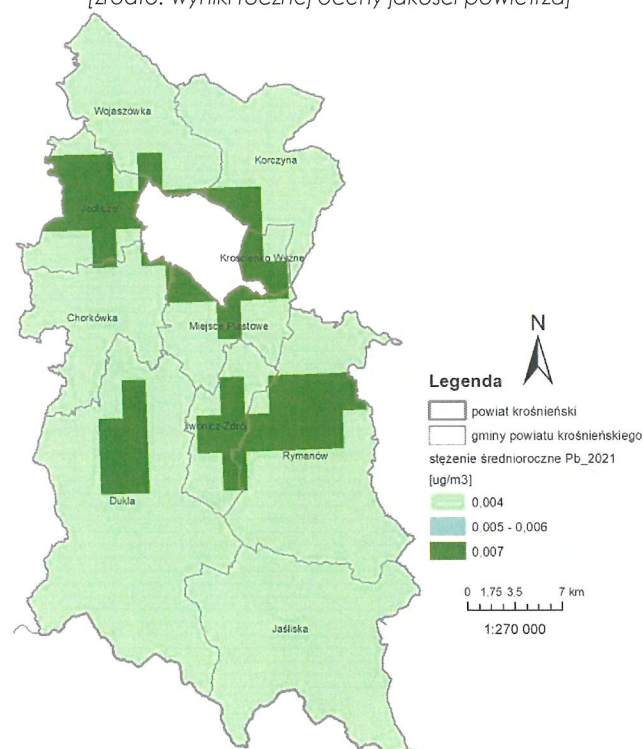 [źródło: wyniki rocznej oceny jakości powietrza]
Wojaszówka
Korczyna
Jedlicze
Krościenko Wyżne
Chorkówka
Miejsce Piastowe
N
Legenda
powiat krośnieński
gminy powiatu krośnieńskiego
stężenie średnioroczne Pb_2021
[ug/m3]
0,004
0,005 - 0,006
0,007
Iwonicz-Zdrój
Rymanów
Dukla
0 1,75 3,5 7 km
1:270 000
Jaśliska